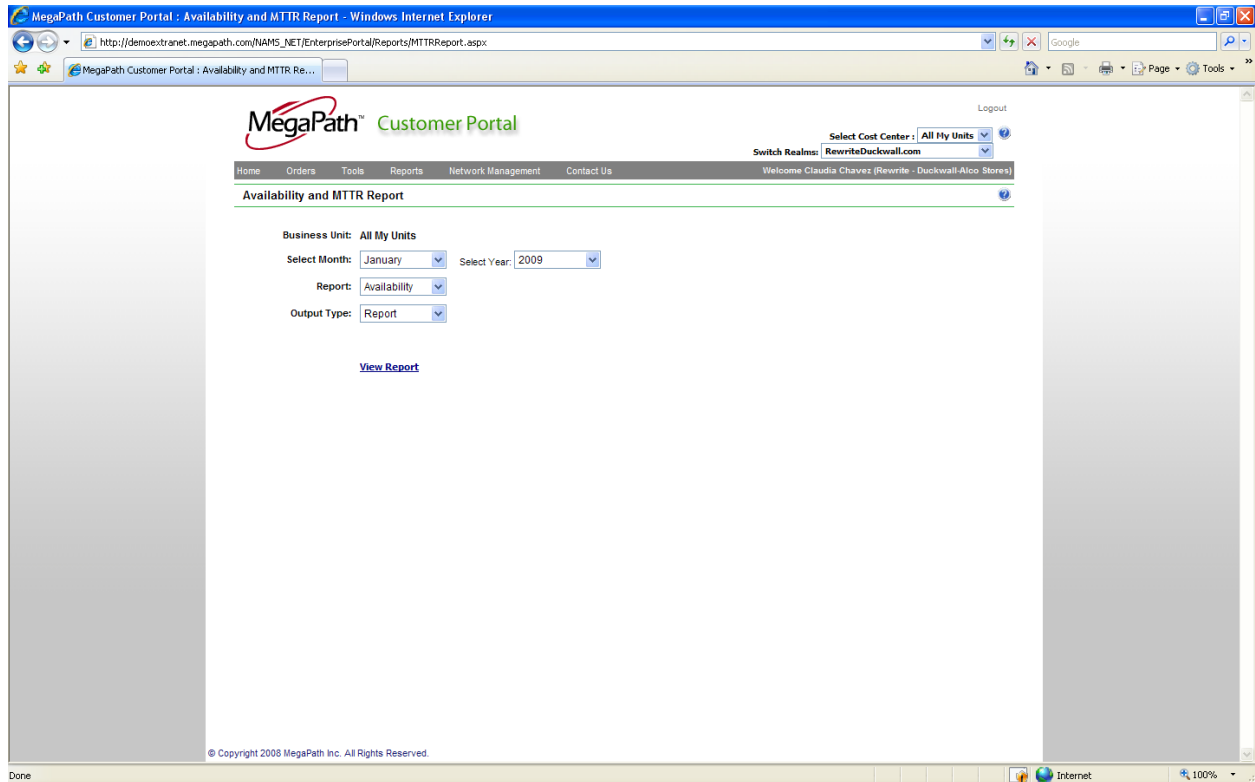 MegaPath Customer Portal : Availability and MTTR Report - Windows Internet Explorer
http://demoextranet.megapath.com/NAMS_NET/EnterprisePortal/Reports/MTTRReport.aspx
Google
MegaPath Customer Portal : Availability and MTTR Re...
Page
Tools
Logout
MegaPath™ Customer Portal
Select Cost Center : All My Units
Switch Realms: RewriteDuckwall.com
Home Orders Tools Reports Network Management Contact Us Welcome Claudia Chavez (Rewrite - Duckwall-Alco Stores)
Availability and MTTR Report
Business Unit: All My Units
Select Month: January Select Year: 2009
Report: Availability
Output Type: Report
View Report
© Copyright 2008 MegaPath Inc. All Rights Reserved.
Done Internet 100%